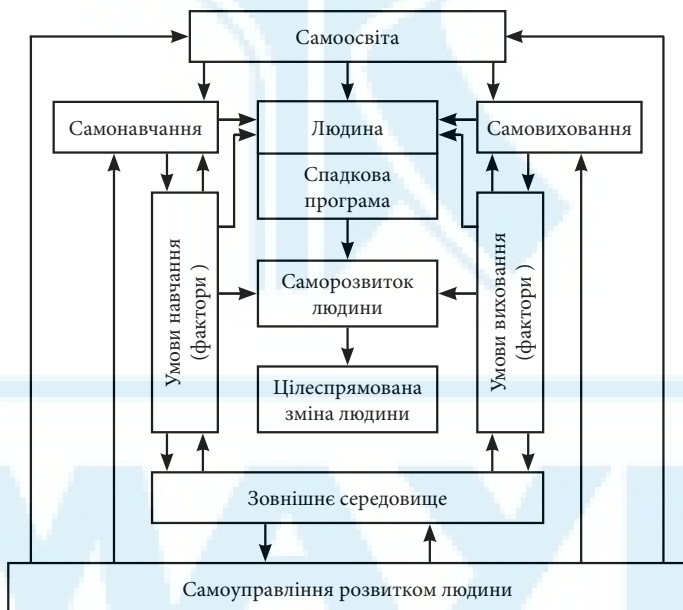 Самоосвіта
Самонавчання
Людина
Самовиховання
Спадкова
програма
Умови навчання
(фактори )
Саморозвиток
людини
Умови виховання
(фактори )
Цілеспрямована
зміна людини
Зовнішнє середовище
Самоуправління розвитком людини